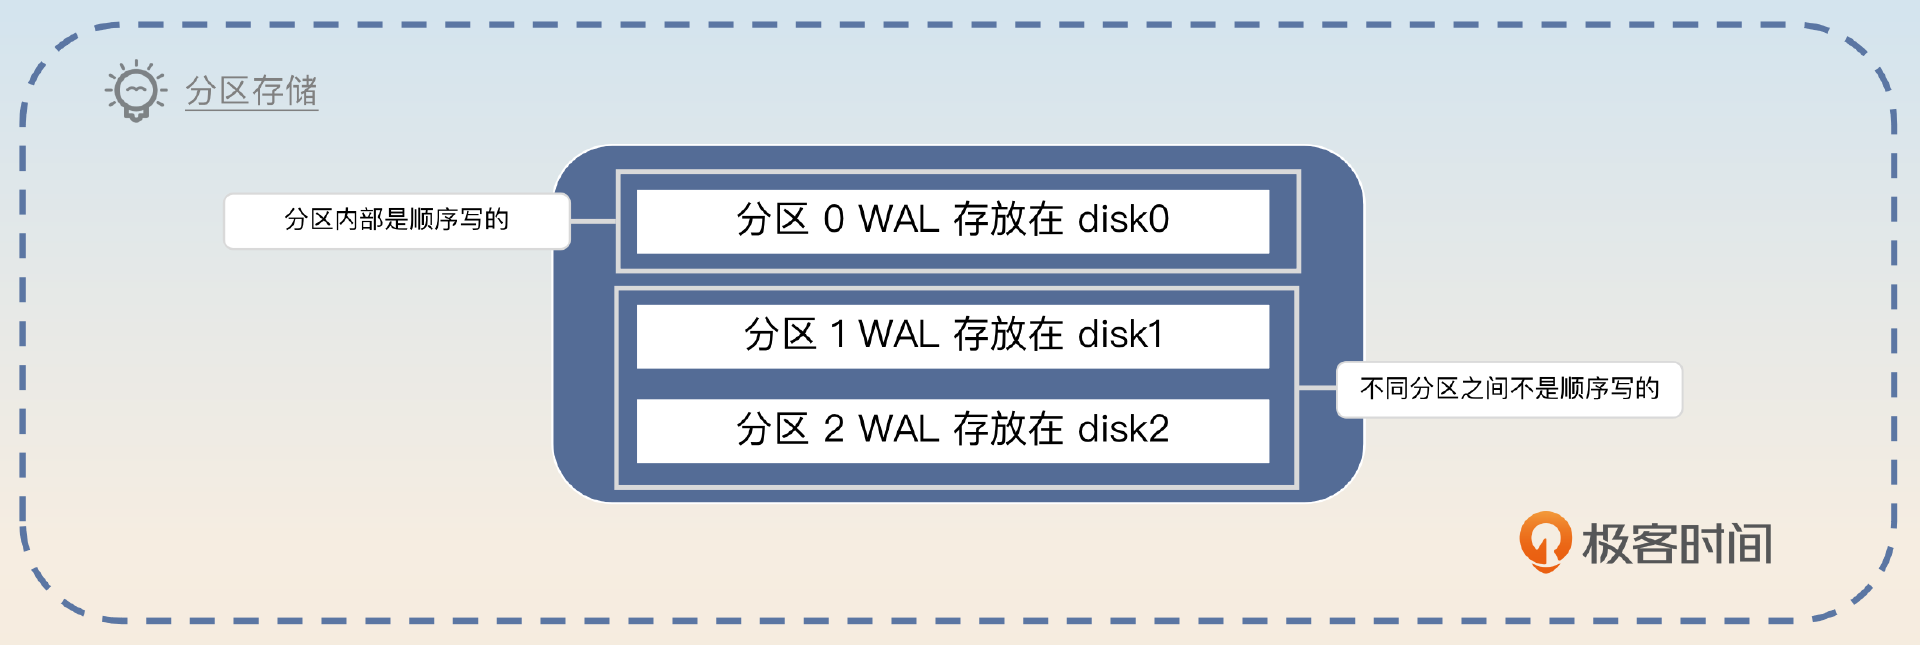 分区存储
分区内部是顺序写的
分区 0 WAL 存放在 disk0
分区 1 WAL 存放在 disk1
不同分区之间不是顺序写的
分区 2 WAL 存放在 disk2
极客时间